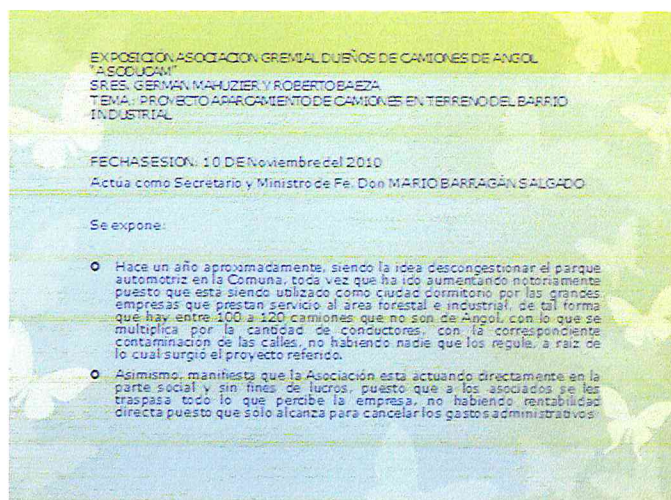 EXPOSICIÓN ASOCIACION GREMIAL DUEÑOS DE CAMIONES DE ANGOL
"ASODUCAM"
SRES. GERMAN MAHUZIER Y ROBERTO BAEZA
TEMA : PROYECTO APARCAMIENTO DE CAMIONES EN TERRENO DEL BARRIO
INDUSTRIAL
FECHA SESION: 10 DE Noviembre del 2010
Actúa como Secretario y Ministro de Fe, Don MARIO BARRAGÁN SALGADO
Se expone:
Hace un año aproximadamente, siendo la idea descongestionar el parque
automotriz en la Comuna, toda vez que ha ido aumentando notoriamente
puesto que está siendo utilizado como ciudad dormitorio por las grandes
empresas que prestan servicio al área forestal e industrial, de tal forma
que hay entre 100 a 120 camiones que no son de Angol, con lo que se
multiplica por la cantidad de conductores, con la correspondiente
contaminación de las calles, no habiendo nadie que los regule, a raíz de
lo cual surgió el proyecto referido.
Asimismo, manifiesta que la Asociación está actuando directamente en la
parte social y sin fines de lucros, puesto que a los asociados se les
traspasa todo lo que percibe la empresa, no habiendo rentabilidad
directa puesto que solo alcanza para cancelar los gastos administrativos